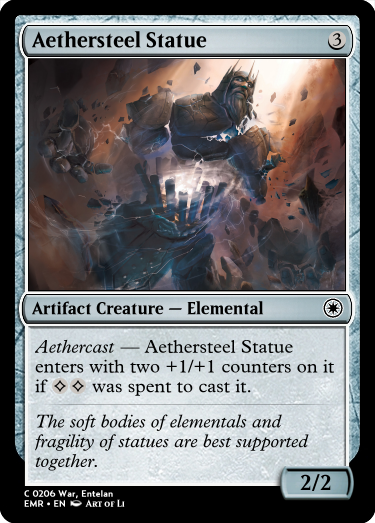 Aethersteel Statue 3
Artifact Creature — Elemental
Aethercast — Aethersteel Statue
enters with two +1/+1 counters on it
if was spent to cast it.
The soft bodies of elementals and
fragility of statues are best supported
together.
2/2
C 0206 War, Entelan
EMR • EN Art of Li